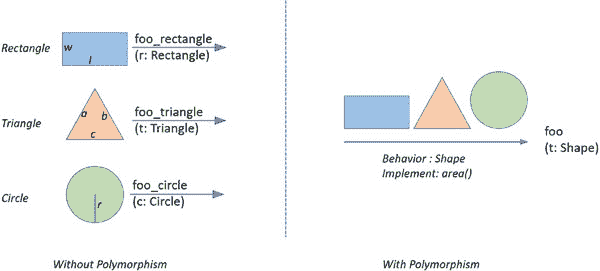 Rectangle
w
l
foo_rectangle
(r: Rectangle)
Triangle
a
b
c
foo_triangle
(t: Triangle)
Circle
r
foo_circle
(c: Circle)
Without Polymorphism
foo
(t: Shape)
Behavior : Shape
Implement: area()
With Polymorphism